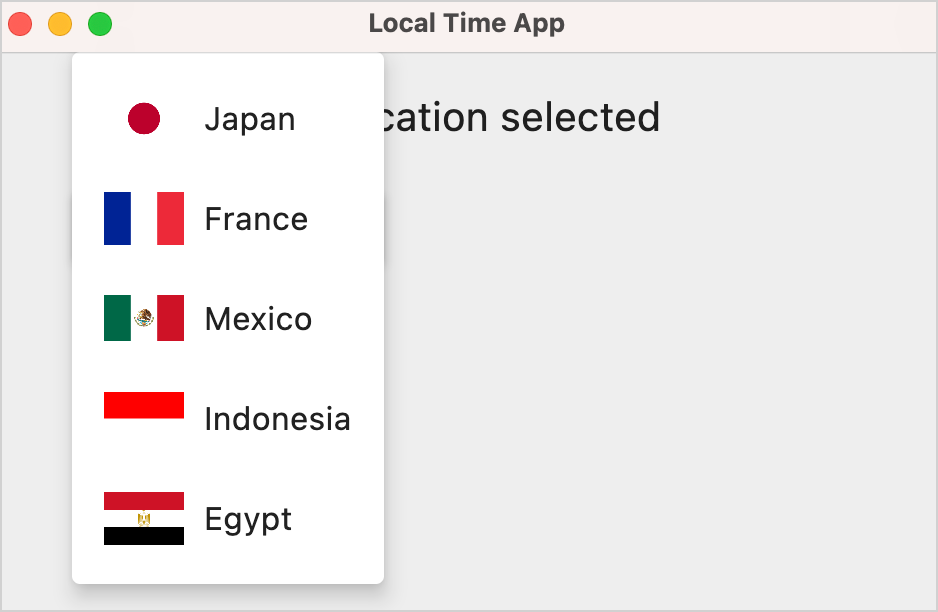 Local Time App
cation selected
Japan
France
Mexico
Indonesia
Egypt